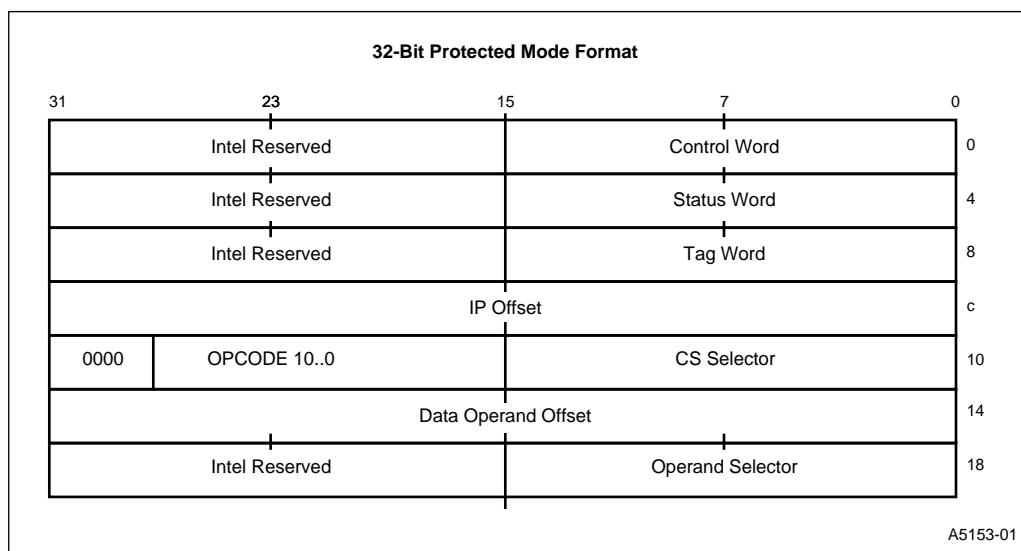 32-Bit Protected Mode Format
31 23 15 7 0
Intel Reserved Control Word 0
Intel Reserved Status Word 4
Intel Reserved Tag Word 8
IP Offset c
0000 OPCODE 10..0 CS Selector 10
Data Operand Offset 14
Intel Reserved Operand Selector 18
A5153-01